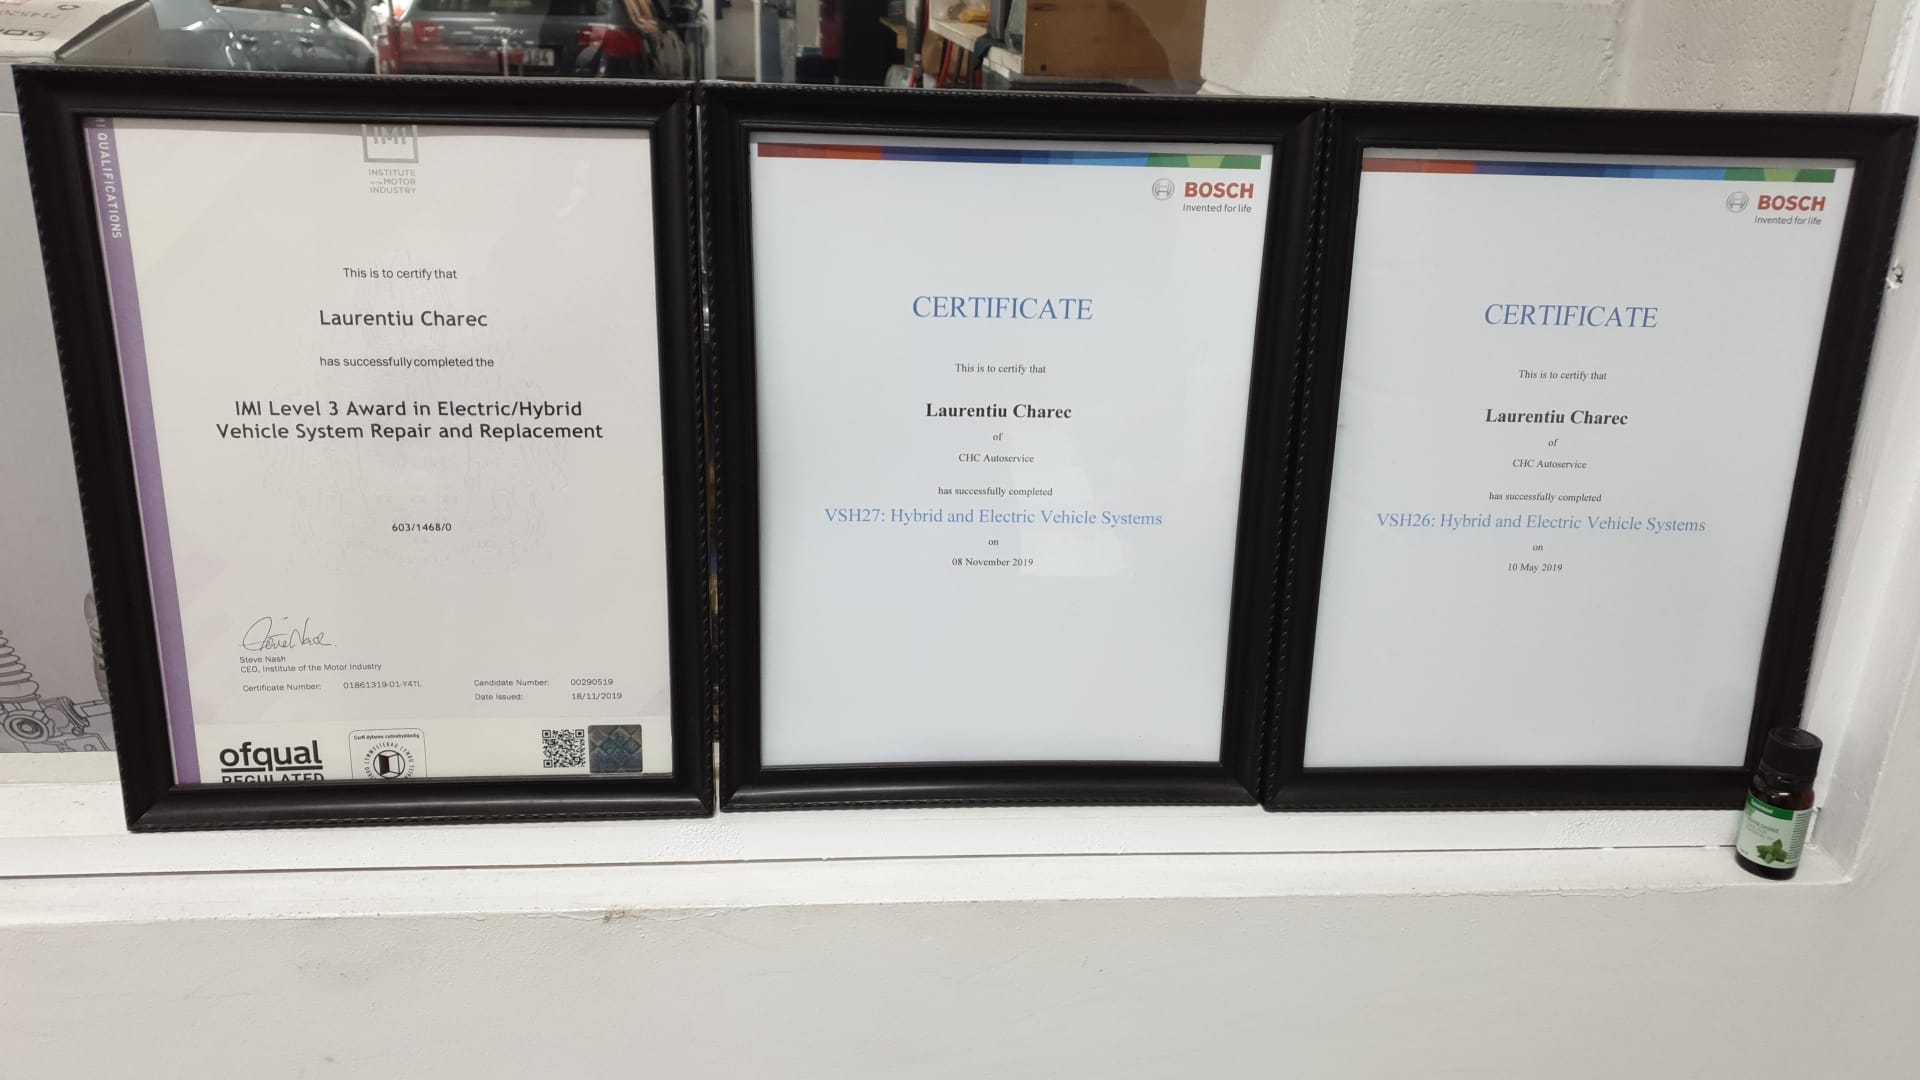 IMI QUALIFICATIONS
IMI
INSTITUTE
OF THE MOTOR
INDUSTRY
This is to certify that
Laurentiu Charec
has successfully completed the
IMI Level 3 Award in Electric/Hybrid
Vehicle System Repair and Replacement
603/1468/0
Steve Nash
CEO, Institute of the Motor Industry
Certificate Number: 01861319-01-Y4TL
Candidate Number: 00290519
Date Issued: 18/11/2019
ofqual
REGULATED
BOSCH
Invented for life
CERTIFICATE
This is to certify that
Laurentiu Charec
of
CHC Autoservice
has successfully completed
VSH27: Hybrid and Electric Vehicle Systems
on
08 November 2019
BOSCH
Invented for life
CERTIFICATE
This is to certify that
Laurentiu Charec
of
CHC Autoservice
has successfully completed
VSH26: Hybrid and Electric Vehicle Systems
on
10 May 2019